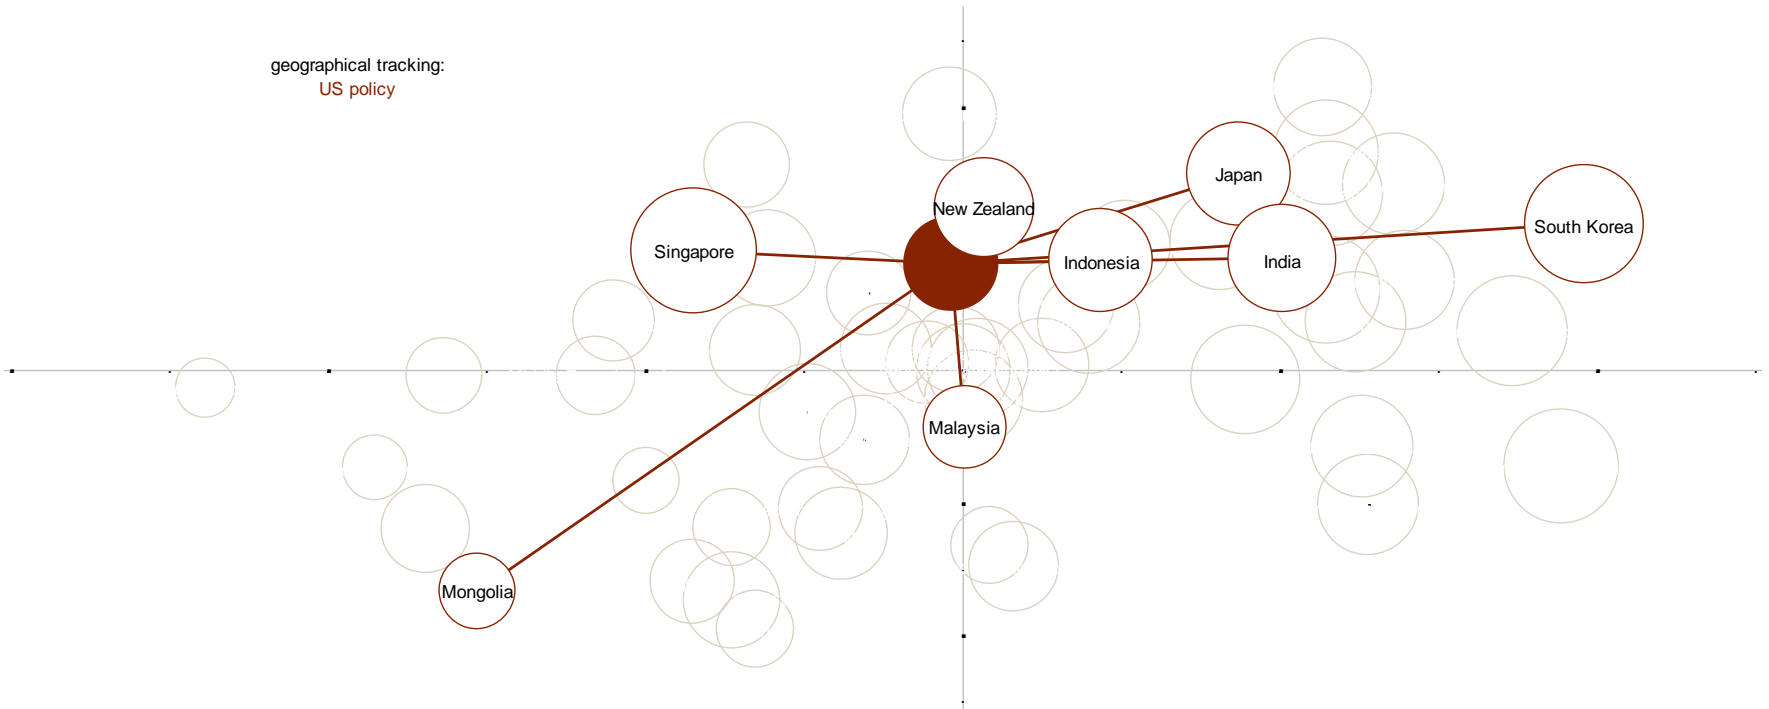 geographical tracking:
US policy
Japan
New Zealand
South Korea
Singapore
Indonesia
India
Malaysia
Mongolia